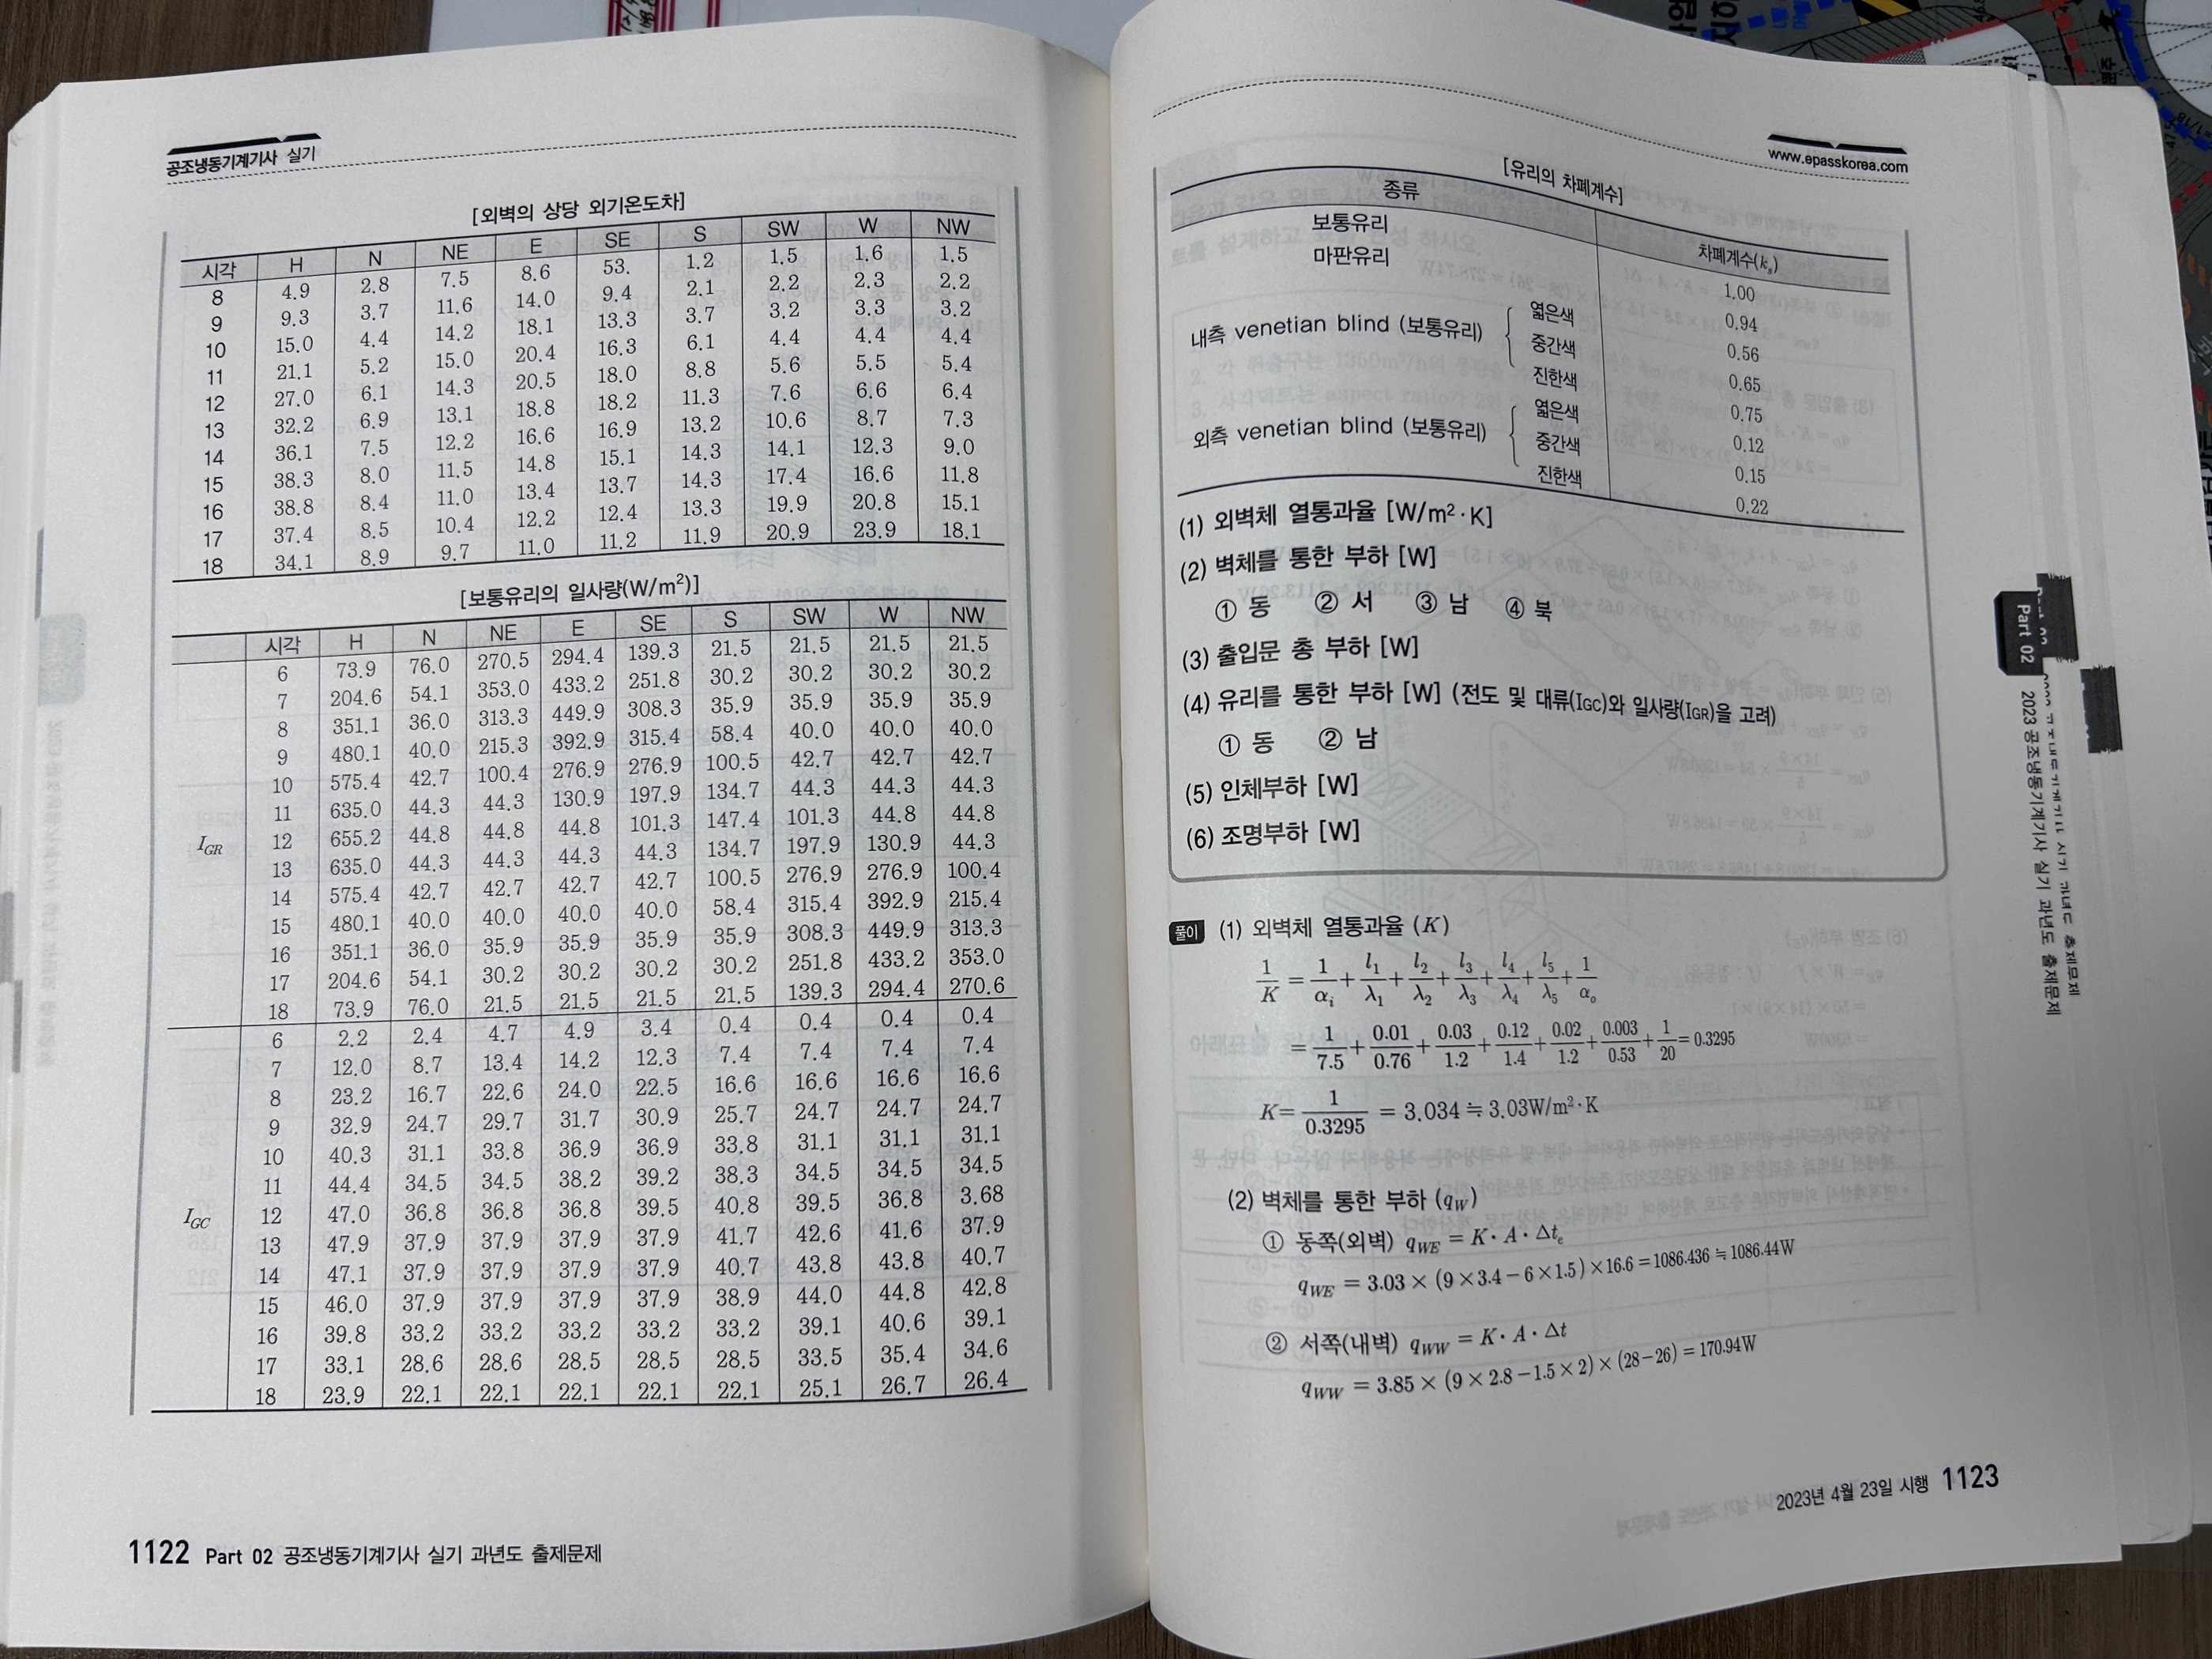 공조냉동기계기사 실기
[외벽의 상당 외기온도차]
시각 H N NE E SE S SW W NW
8 4.9 2.8 7.5 8.6 53. 1.2 1.5 1.6 1.5
9 9.3 3.7 11.6 14.0 9.4 2.1 2.2 2.3 2.2
10 15.0 4.4 14.2 18.1 13.3 3.7 3.2 3.3 3.2
11 21.1 5.2 15.0 20.4 16.3 6.1 4.4 4.4 4.4
12 27.0 6.1 14.3 20.5 18.0 8.8 5.6 5.5 5.4
13 32.2 6.9 13.1 18.8 18.2 11.3 7.6 6.6 6.4
14 36.1 7.5 12.2 16.6 16.9 13.2 10.6 8.7 7.3
15 38.3 8.0 11.5 14.8 15.1 14.3 14.1 12.3 9.0
16 38.8 8.4 11.0 13.4 13.7 14.3 17.4 16.6 11.8
17 37.4 8.5 10.4 12.2 12.4 13.3 19.9 20.8 15.1
18 34.1 8.9 9.7 11.0 11.2 11.9 20.9 23.9 18.1
[보통유리의 일사량(W/m²)]
시각 H N NE E SE S SW W NW
I_GR
6 73.9 76.0 270.5 294.4 139.3 21.5 21.5 21.5 21.5
7 204.6 54.1 353.0 433.2 251.8 30.2 30.2 30.2 30.2
8 351.1 36.0 313.3 449.9 308.3 35.9 35.9 35.9 35.9
9 480.1 40.0 215.3 392.9 315.4 58.4 40.0 40.0 40.0
10 575.4 42.7 100.4 276.9 276.9 100.5 42.7 42.7 42.7
11 635.0 44.3 44.3 130.9 197.9 134.7 44.3 44.3 44.3
12 655.2 44.8 44.8 44.8 101.3 147.4 101.3 44.8 44.8
13 635.0 44.3 44.3 44.3 44.3 134.7 197.9 130.9 44.3
14 575.4 42.7 42.7 42.7 42.7 100.5 276.9 276.9 100.4
15 480.1 40.0 40.0 40.0 40.0 58.4 315.4 392.9 215.4
16 351.1 36.0 35.9 35.9 35.9 35.9 308.3 449.9 313.3
17 204.6 54.1 30.2 30.2 30.2 30.2 251.8 433.2 353.0
18 73.9 76.0 21.5 21.5 21.5 21.5 139.3 294.4 270.6
I_GC
6 2.2 2.4 4.7 4.9 3.4 0.4 0.4 0.4 0.4
7 12.0 8.7 13.4 14.2 12.3 7.4 7.4 7.4 7.4
8 23.2 16.7 22.6 24.0 22.5 16.6 16.6 16.6 16.6
9 32.9 24.7 29.7 31.7 30.9 25.7 24.7 24.7 24.7
10 40.3 31.1 33.8 36.9 36.9 33.8 31.1 31.1 31.1
11 44.4 34.5 34.5 38.2 39.2 38.3 34.5 34.5 34.5
12 47.0 36.8 36.8 36.8 39.5 40.8 39.5 36.8 3.68
13 47.9 37.9 37.9 37.9 37.9 41.7 42.6 41.6 37.9
14 47.1 37.9 37.9 37.9 37.9 40.7 43.8 43.8 40.7
15 46.0 37.9 37.9 37.9 37.9 38.9 44.0 44.8 42.8
16 39.8 33.2 33.2 33.2 33.2 33.2 39.1 40.6 39.1
17 33.1 28.6 28.6 28.5 28.5 28.5 33.5 35.4 34.6
18 23.9 22.1 22.1 22.1 22.1 22.1 25.1 26.7 26.4
1122 Part 02 공조냉동기계기사 실기 과년도 출제문제
www.epasskorea.com
[유리의 차폐계수]
종류 차폐계수(k_s)
보통유리 1.00
마판유리 0.94
내측 venetian blind (보통유리) { 엷은색 0.56
중간색 0.65
진한색 0.75
외측 venetian blind (보통유리) { 엷은색 0.12
중간색 0.15
진한색 0.22
(1) 외벽체 열통과율 [W/m²·K]
(2) 벽체를 통한 부하 [W]
① 동 ② 서 ③ 남 ④ 북
(3) 출입문 총 부하 [W]
(4) 유리를 통한 부하 [W] (전도 및 대류(IGC)와 일사량(IGR)을 고려)
① 동 ② 남
(5) 인체부하 [W]
(6) 조명부하 [W]
풀이 (1) 외벽체 열통과율 (K)
1/K = 1/α_i + l₁/λ₁ + l₂/λ₂ + l₃/λ₃ + l₄/λ₄ + l₅/λ₅ + 1/α_o
= 1/7.5 + 0.01/0.76 + 0.03/1.2 + 0.12/1.4 + 0.02/1.2 + 0.003/0.53 + 1/20 = 0.3295
K = 1/0.3295 = 3.034 ≒ 3.03W/m²·K
(2) 벽체를 통한 부하 (q_W)
① 동쪽(외벽) q_WE = K·A·Δt_e
q_WE = 3.03 × (9×3.4−6×1.5)×16.6 = 1086.436 ≒ 1086.44W
② 서쪽(내벽) q_WW = K·A·Δt
q_WW = 3.85 × (9×2.8−1.5×2)×(28−26) = 170.94W
Part 02 2023 공조냉동기계기사 실기 과년도 출제문제
2023년 4월 23일 시행 1123